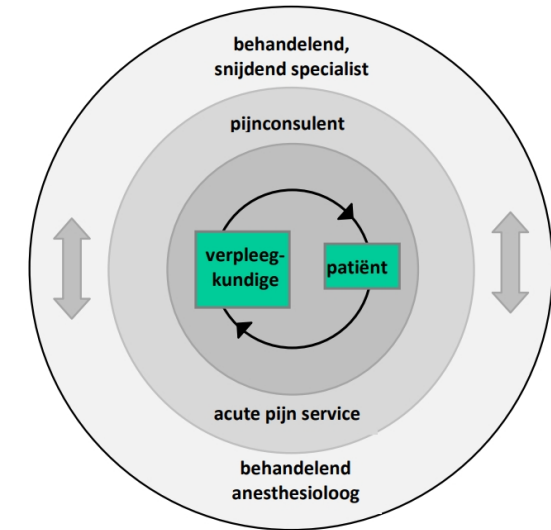 behandelend,
snijdend specialist
pijnconsulent
verpleeg-
kundige
patiënt
acute pijn service
behandelend
anesthesioloog